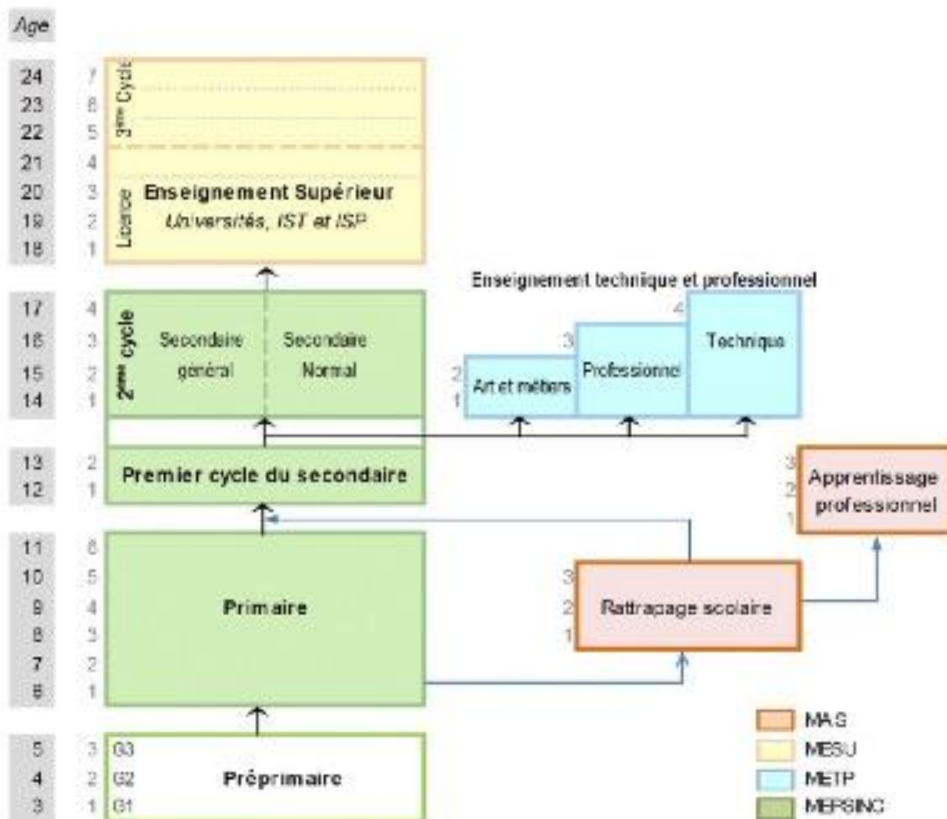 Age
24 7
23 6
22 5
3ème Cycle
21 4
20 3
19 2
18 1
Licence
Enseignement Supérieur
Universités, IST et ISP
Enseignement technique et professionnel
17 4
16 3
15 2
14 1
2ème cycle
Secondaire
général
Secondaire
Normal
2
1
Art et métiers
3
Professionnel
4
Technique
13 2
12 1
Premier cycle du secondaire
3
2
1
Apprentissage
professionnel
11 6
10 5
9 4
8 3
7 2
6 1
Primaire
3
2
1
Rattrapage scolaire
5 3 G3
4 2 G2
3 1 G1
Préprimaire
MAS
MESU
METP
MEPSINC